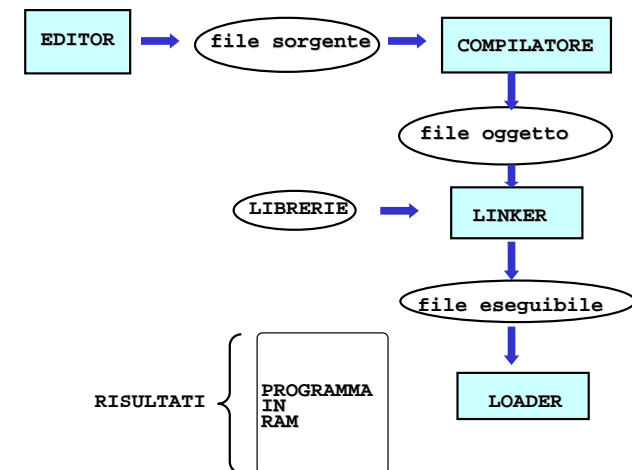 EDITOR
file sorgente
COMPILATORE
file oggetto
LIBRERIE
LINKER
file eseguibile
RISULTATI
PROGRAMMA
IN
RAM
LOADER